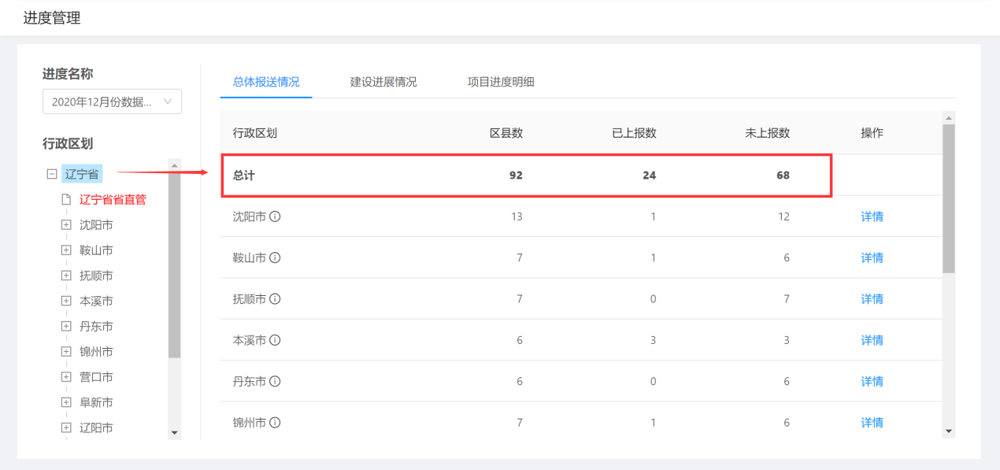 进度管理
进度名称
2020年12月份数据...
行政区划
辽宁省
辽宁省省直管
沈阳市
鞍山市
抚顺市
本溪市
丹东市
锦州市
营口市
阜新市
辽阳市
总体报送情况 建设进展情况 项目进度明细
行政区划 区县数 已上报数 未上报数 操作
总计 92 24 68
沈阳市 13 1 12 详情
鞍山市 7 1 6 详情
抚顺市 7 0 7 详情
本溪市 6 3 3 详情
丹东市 6 0 6 详情
锦州市 7 1 6 详情